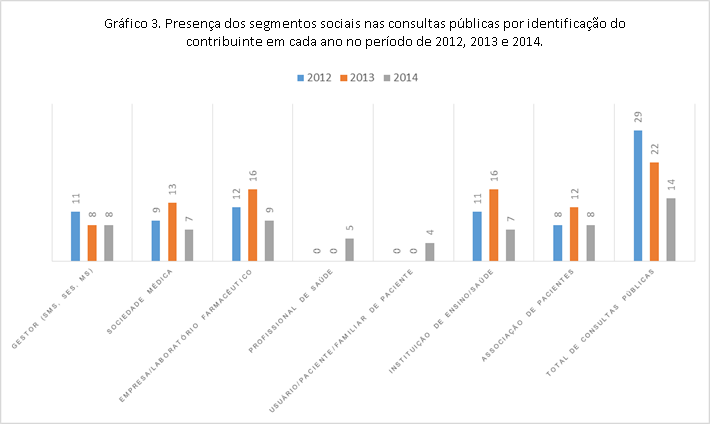 Gráfico 3. Presença dos segmentos sociais nas consultas públicas por identificação do
contribuinte em cada ano no período de 2012, 2013 e 2014.
2012 2013 2014
11 8 8
9 13 7
12 16 9
0 0 5
0 0 4
11 16 7
8 12 8
29 22 14
GESTOR (SMS, SES, MS)
SOCIEDADE MÉDICA
EMPRESA/LABORATÓRIO FARMACÊUTICO
PROFISSIONAL DE SAÚDE
USUÁRIO/PACIENTE/FAMILIAR DE PACIENTE
INSTITUIÇÃO DE ENSINO/SAÚDE
ASSOCIAÇÃO DE PACIENTES
TOTAL DE CONSULTAS PÚBLICAS